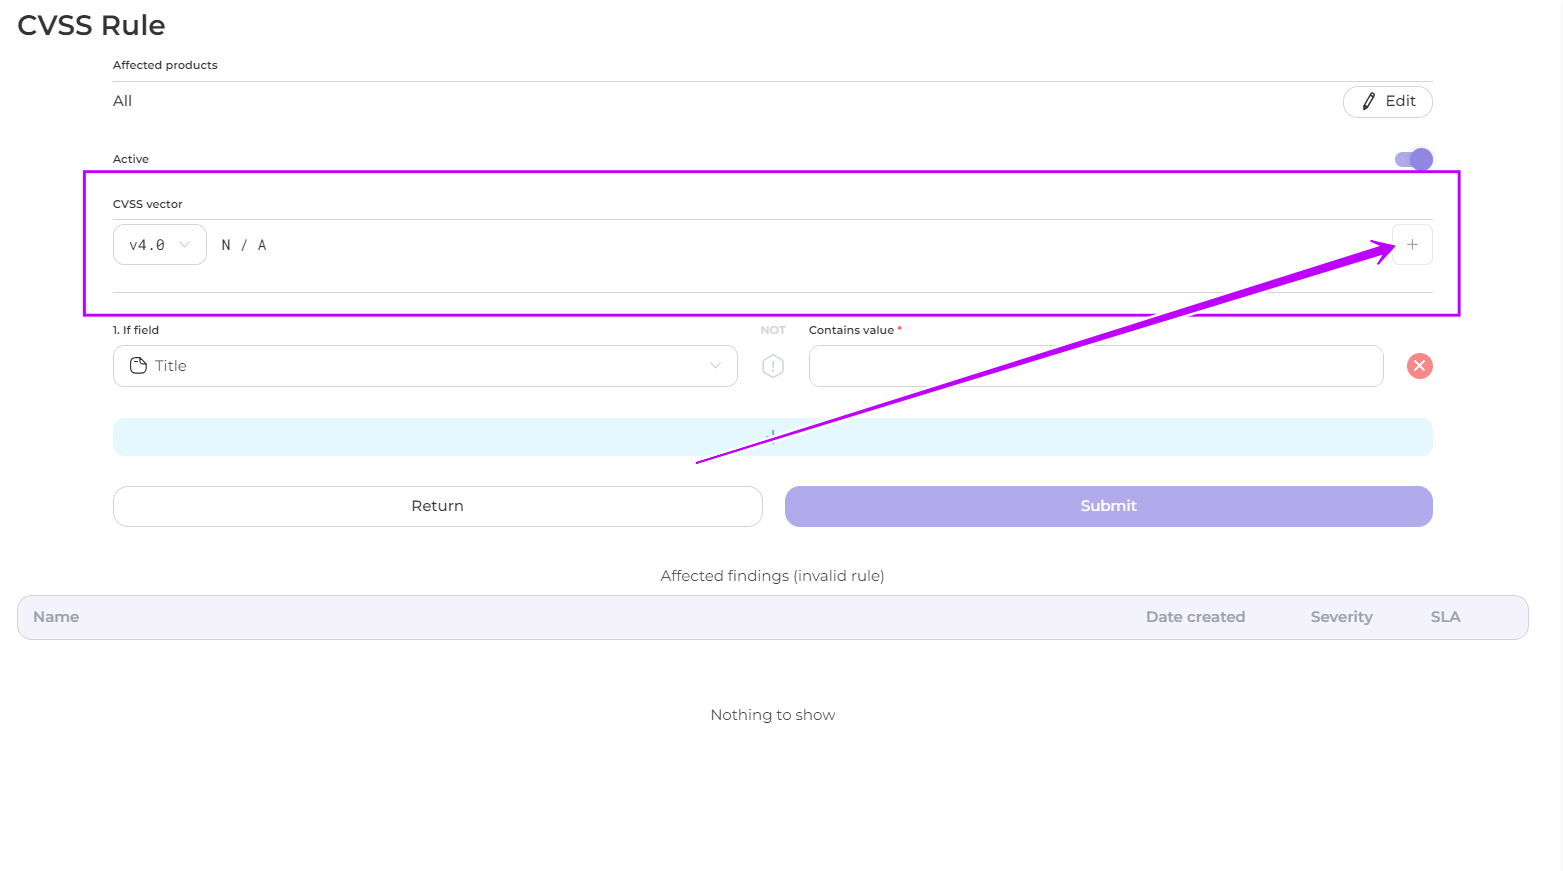 CVSS Rule
Affected products
All
Edit
Active
CVSS vector
v4.0 N / A
1. If field NOT Contains value *
Title
Return Submit
Affected findings (invalid rule)
Name Date created Severity SLA
Nothing to show